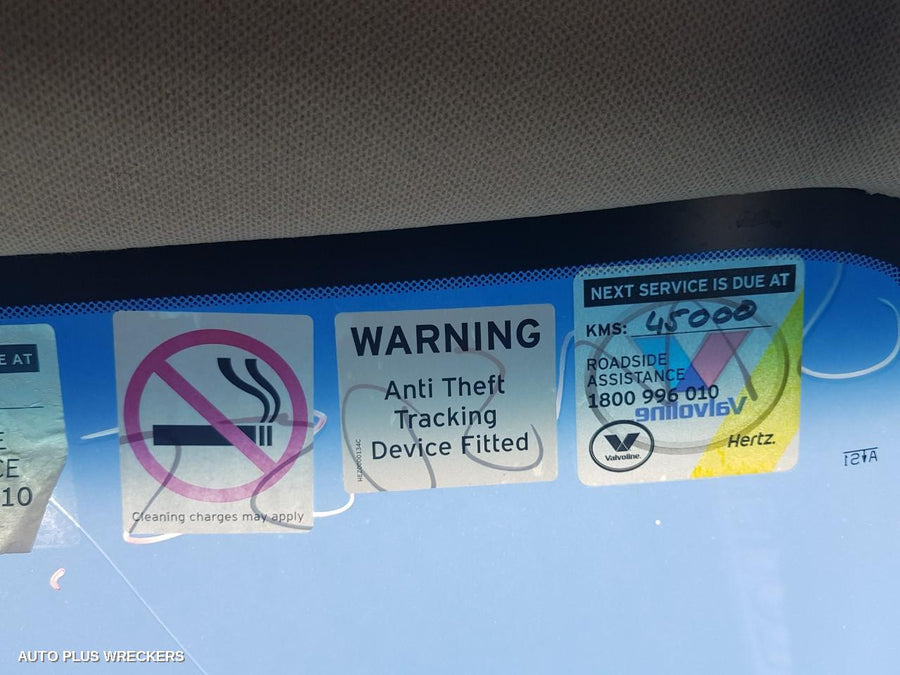 E AT
E
CE
10
Cleaning charges may apply
WARNING
Anti Theft
Tracking
Device Fitted
NEXT SERVICE IS DUE AT
KMS: 45000
ROADSIDE
ASSISTANCE
1800 996 010
Valvoline
Valvoline.
Hertz.
AS1
AUTO PLUS WRECKERS